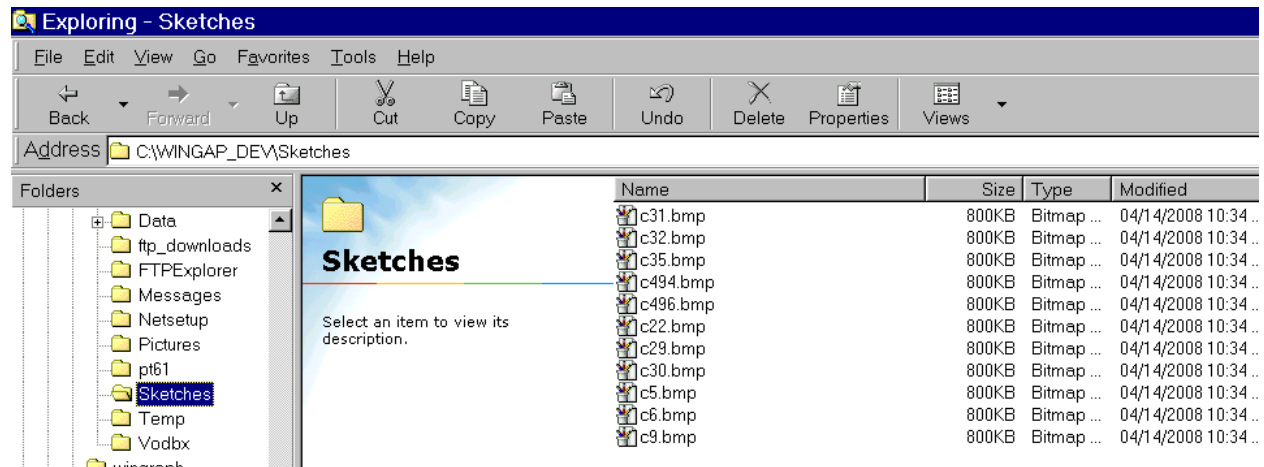 Exploring - Sketches
File Edit View Go Favorites Tools Help
Back Forward Up Cut Copy Paste Undo Delete Properties Views
Address C:\WINGAP_DEV\Sketches
Folders × Name Size Type Modified
Data
ftp_downloads
FTPExplorer
Messages
Netsetup
Pictures
pt61
Sketches
Temp
Vodbx
Sketches
Select an item to view its
description.
c31.bmp 800KB Bitmap ... 04/14/2008 10:34 ..
c32.bmp 800KB Bitmap ... 04/14/2008 10:34 ..
c35.bmp 800KB Bitmap ... 04/14/2008 10:34 ..
c494.bmp 800KB Bitmap ... 04/14/2008 10:34 ..
c496.bmp 800KB Bitmap ... 04/14/2008 10:34 ..
c22.bmp 800KB Bitmap ... 04/14/2008 10:34 ..
c29.bmp 800KB Bitmap ... 04/14/2008 10:34 ..
c30.bmp 800KB Bitmap ... 04/14/2008 10:34 ..
c5.bmp 800KB Bitmap ... 04/14/2008 10:34 ..
c6.bmp 800KB Bitmap ... 04/14/2008 10:34 ..
c9.bmp 800KB Bitmap ... 04/14/2008 10:34 ..